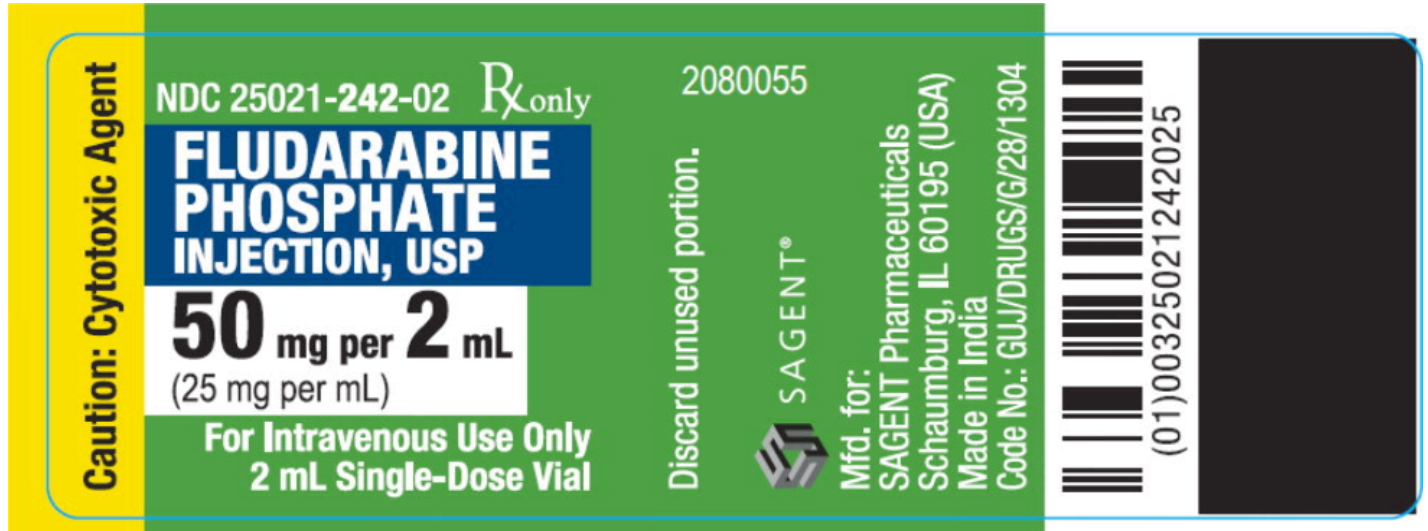 Caution: Cytotoxic Agent
NDC 25021-242-02 Rx only
FLUDARABINE
PHOSPHATE
INJECTION, USP
50 mg per 2 mL
(25 mg per mL)
For Intravenous Use Only
2 mL Single-Dose Vial
2080055
Discard unused portion.
SAGENT®
Mfd. for:
SAGENT Pharmaceuticals
Schaumburg, IL 60195 (USA)
Made in India
Code No.: GUJ/DRUGS/G/28/1304
(01)00325021242025